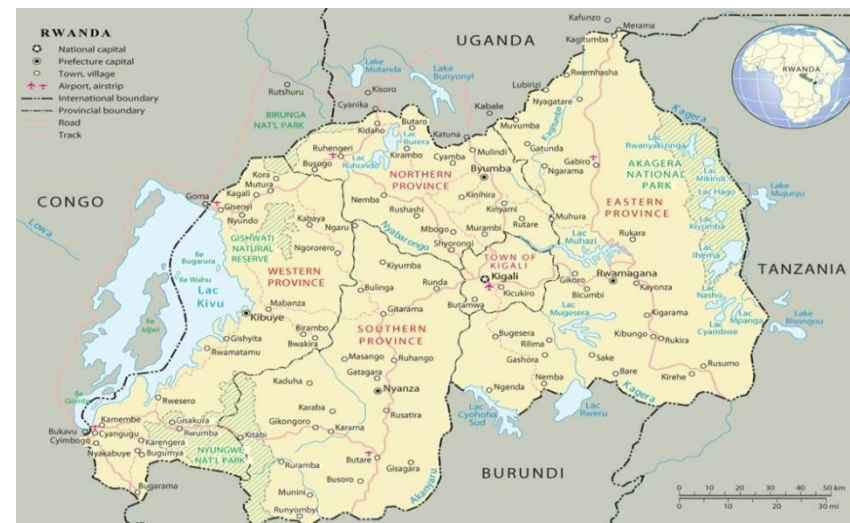 RWANDA
National capital
Prefecture capital
Town, village
Airport, airstrip
International boundary
Provincial boundary
Road
Track
UGANDA
Kafunzo
Merama
Kagitumba
RWANDA
Lake
Mutanda
Lake
Bunyonyi
Rutshuru
Kisoro
Cyanika
Kabale
Lubirizi
Rwemhasha
Nyagatare
BIRUNGA
NAT'L PARK
Kidaho
Butaro
Lac
Burera
Katuna
Muvumba
Kagitumba
Kagera
Ruhengeri
Busogo
Lac
Ruhondo
Kirambo
Cyamba
Mulindi
Gatunda
Gabiro
Lac
Rwanyakizinga
Kora
Mutura
Kagali
NORTHERN
PROVINCE
Byumba
Ngarama
AKAGERA
NATIONAL
PARK
Lac
Mikindi
Lac Hago
Lake
Mujunju
CONGO
Goma
Gisenyi
Nyundo
Nemba
Rushashi
Kinihira
Kinyami
Rutare
Muhura
EASTERN
PROVINCE
Lac
Kiyumba
Kabaya
Ngaru
Nyabarongo
Mbogo
Murambi
Shyorongi
Rukara
Lowa
GISHWATI
NATURAL
RESERVE
Ngororero
Lac
Muhazi
Lac
Ihema
Ile
Bugarura
Ile Wahu
WESTERN
PROVINCE
Kiyumba
TOWN OF
KIGALI
Kigali
Gikoro
Rwamagana
TANZANIA
Lac
Kivu
Bulinga
Runda
Kicukiro
Bicumbi
Kayonza
Lac
Nasho
Mabanza
Kibuye
Gitarama
Butamwa
Lac
Mugesera
Kigarama
Lac
Mpanga
Lac
Cyambwe
Lake
Bisongou
Ile
Idjwi
Gishyita
Birambo
Bwakira
SOUTHERN
PROVINCE
Bugesera
Rilima
Kibungo
Rukira
Rwamatamu
Masango
Ruhango
Gatagara
Gashora
Sake
Rusumo
Kaduha
Nyanza
Ngenda
Nemba
Bare
Kirehe
Kagera
Ile
Rwesero
Karaba
Rusatira
Lac
Cyohoha
Sud
Lac
Rweru
Kamembe
Gisakura
Gikongoro
Karama
Bukavu
Cyangugu
Cyimbogo
Rwumba
Kitabi
Karengera
Nyakabuye
Bugumya
NYUNGWE
NAT'L PARK
Butare
Ruramba
Gisagara
Akanyaru
BURUNDI
Busoro
Bugarama
Munini
Runyombyi
0 10 20 30 40 50 km
0 10 20 30 mi